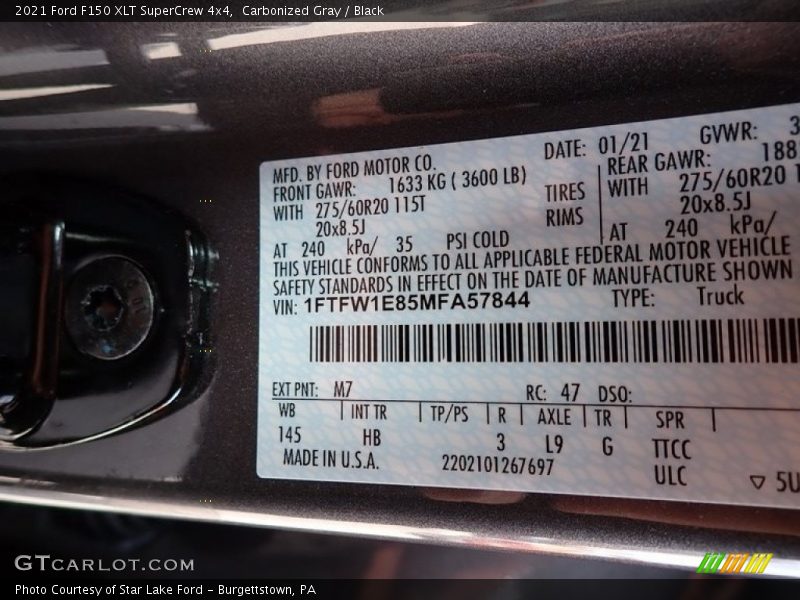 2021 Ford F150 XLT SuperCrew 4x4, Carbonized Gray / Black
MFD. BY FORD MOTOR CO. DATE: 01/21 GVWR:
FRONT GAWR: 1633 KG ( 3600 LB) REAR GAWR: 188
WITH 275/60R20 115T TIRES WITH 275/60R20
20x8.5J RIMS 20x8.5J
AT 240 kPa/ 35 PSI COLD AT 240 kPa/
THIS VEHICLE CONFORMS TO ALL APPLICABLE FEDERAL MOTOR VEHICLE
SAFETY STANDARDS IN EFFECT ON THE DATE OF MANUFACTURE SHOWN
VIN: 1FTFW1E85MFA57844 TYPE: Truck
EXT PNT: M7 RC: 47 DSO:
WB INT TR TP/PS R AXLE TR SPR
145 HB 3 L9 G TTCC
MADE IN U.S.A. 2202101267697 ULC
5U
GTCARLOT.COM
Photo Courtesy of Star Lake Ford - Burgettstown, PA